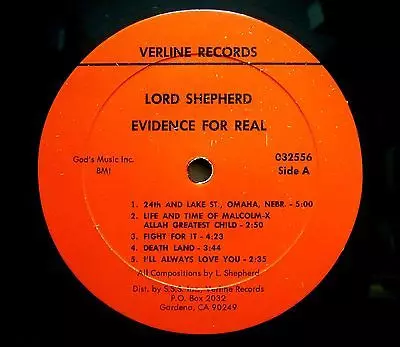 VERLINE RECORDS
LORD SHEPHERD
EVIDENCE FOR REAL
God's Music Inc.
BMI
032556
Side A
1. 24th AND LAKE ST., OMAHA, NEBR. - 5:00
2. LIFE AND TIME OF MALCOLM-X
ALLAH GREATEST CHILD - 2:50
3. FIGHT FOR IT - 4:23
4. DEATH LAND - 3:44
5. I'LL ALWAYS LOVE YOU - 2:35
All Compositions by L. Shepherd
Dist. by S.S.S. Inc, Verline Records
P.O. Box 2032
Gardena, CA 90249